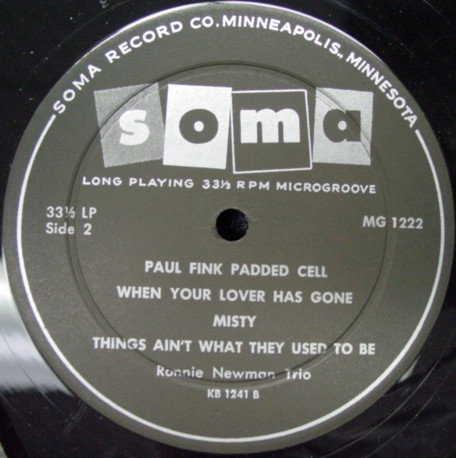 SOMA RECORD CO. MINNEAPOLIS., MINNESOTA
soma
LONG PLAYING 33⅓ RPM MICROGROOVE
33⅓ LP
Side 2
MG 1222
PAUL FINK PADDED CELL
WHEN YOUR LOVER HAS GONE
MISTY
THINGS AIN'T WHAT THEY USED TO BE
Ronnie Newman Trio
KB 1241 B